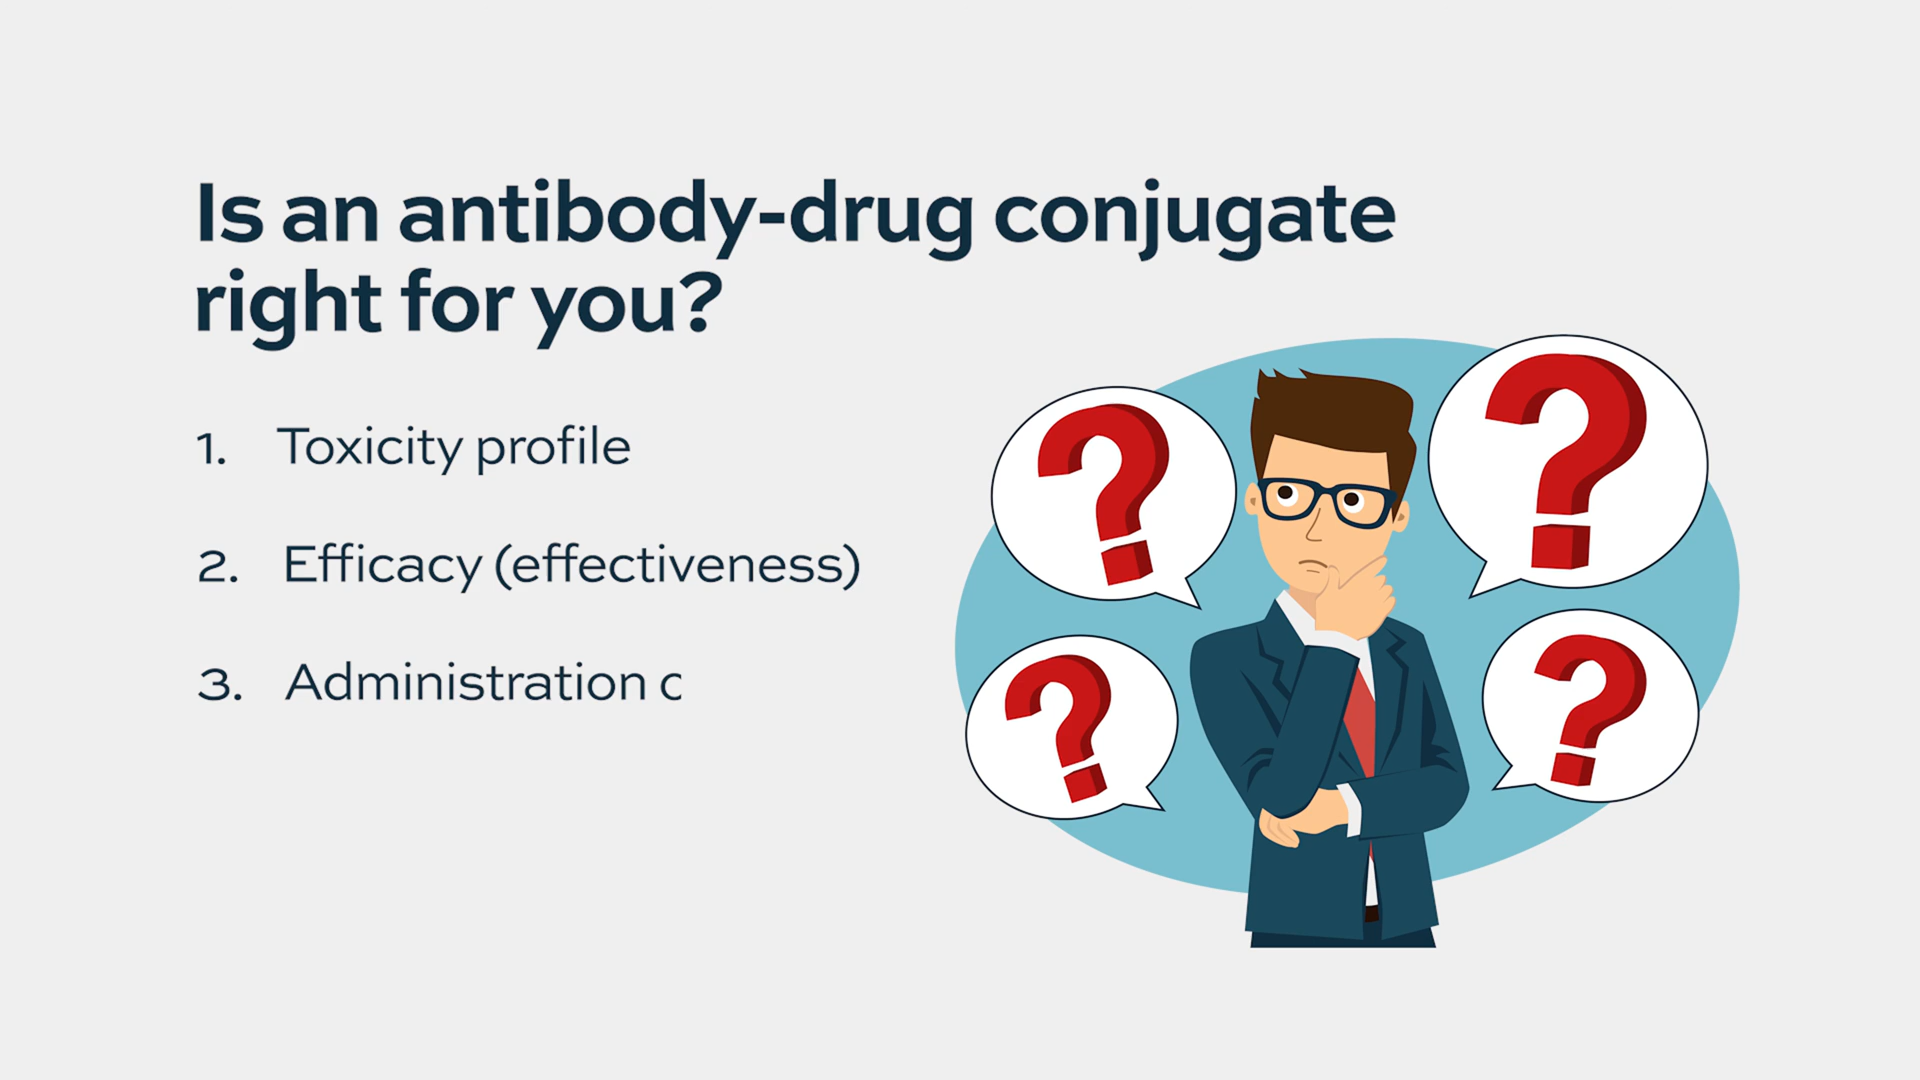 Is an antibody-drug conjugate
right for you?
1. Toxicity profile
2. Efficacy (effectiveness)
3. Administration c
? ? ? ?